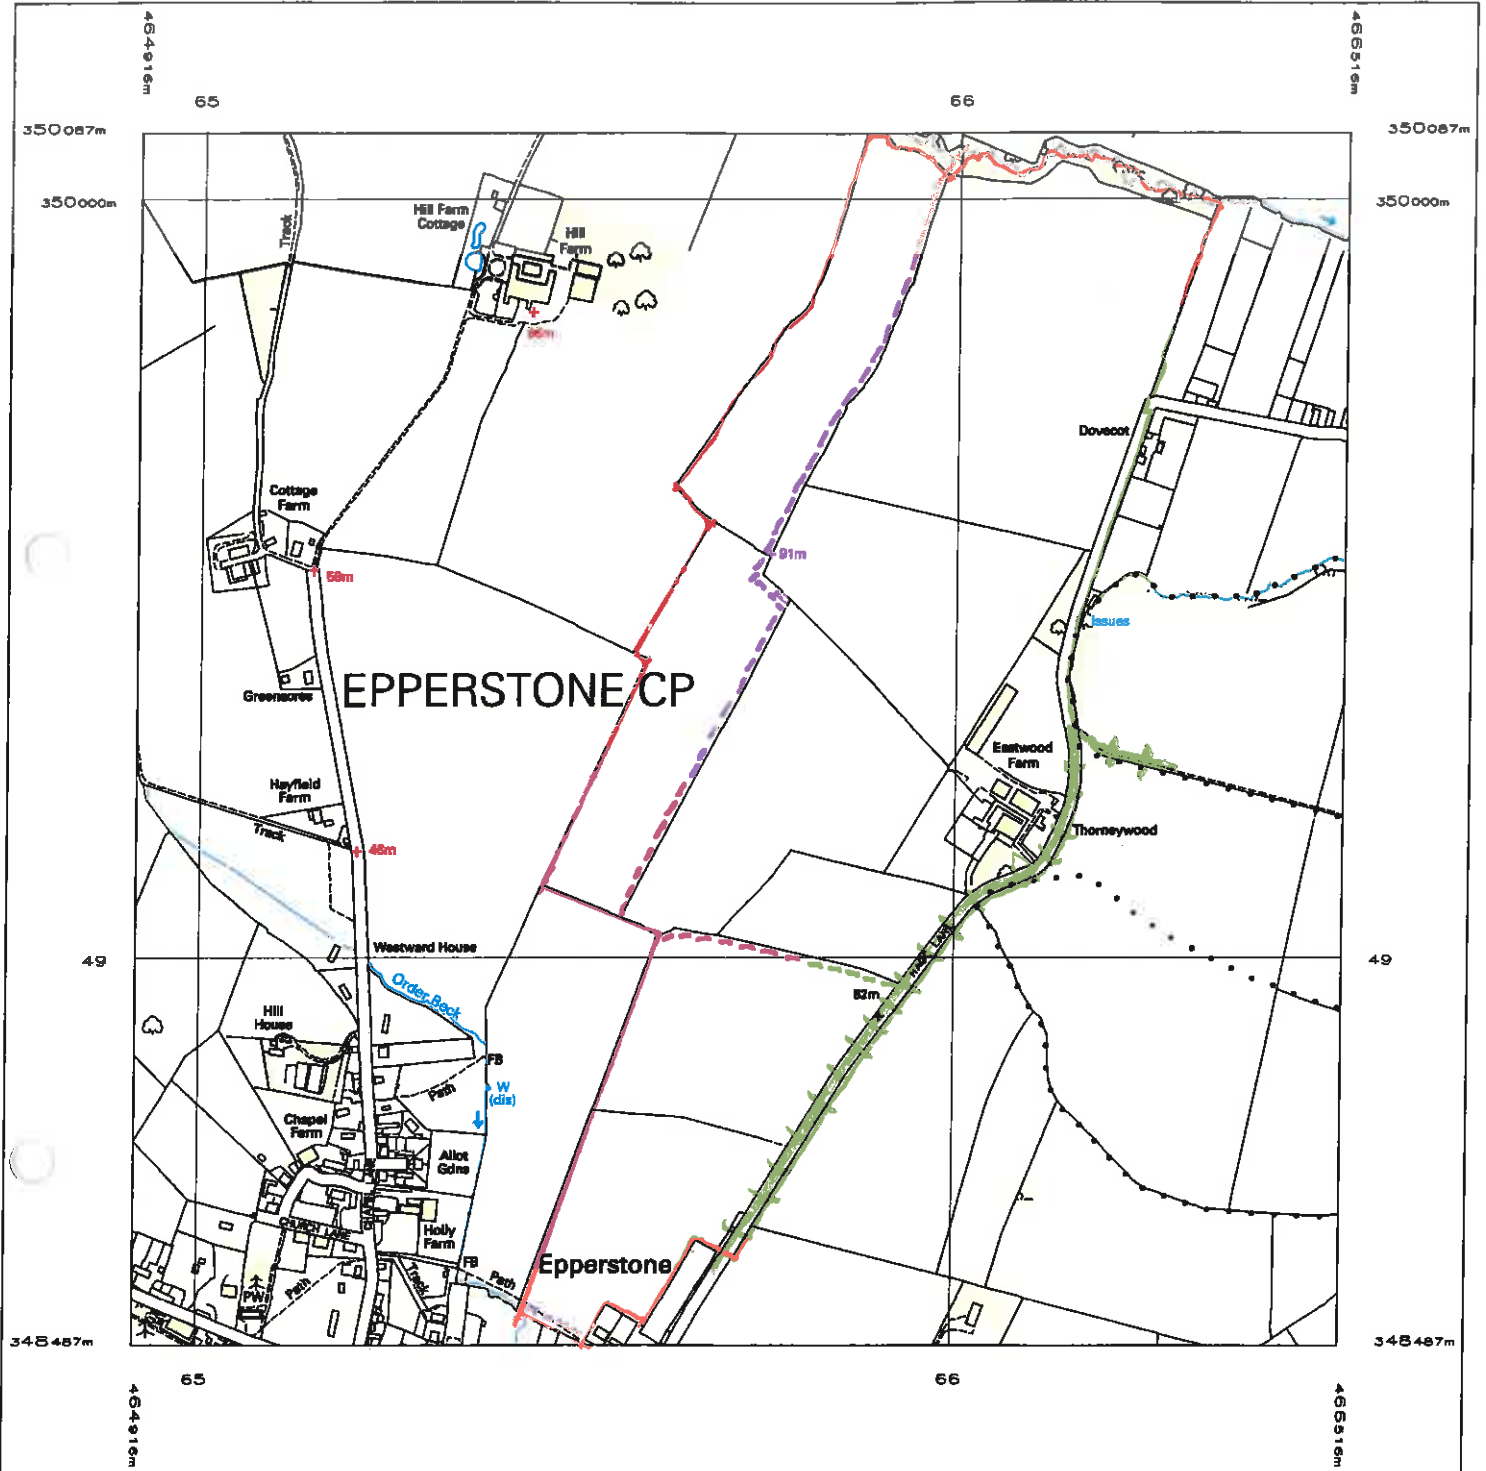 464916m
466516m
65
66
350087m
350087m
350000m
350000m
Track
Hill Farm
Cottage
Hill
Farm
Dovecot
Cottage
Farm
91m
59m
Issues
EPPERSTONE CP
Greenacres
Eastwood
Farm
Hayfield
Farm
Track
Thorneywood
46m
Westward House
49
49
Order Beck
82m
Hill
House
FB
Path
W
(dis)
Chapel
Farm
Allot
Gdns
CHURCH LANE
Holly
Farm
FB
Path
Epperstone
Track
Path
PW
348487m
348487m
65
66
464916m
466516m